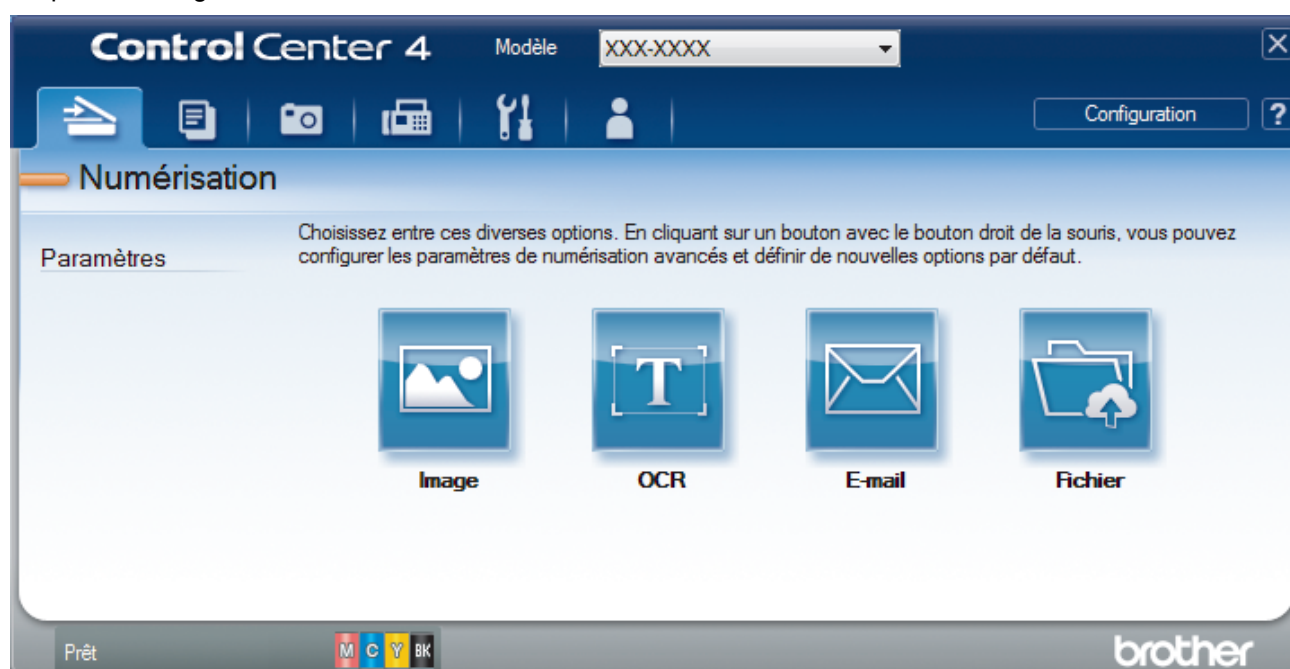 Control Center 4
Modèle
XXX-XXXX
Configuration
?
Numérisation
Paramètres
Choisissez entre ces diverses options. En cliquant sur un bouton avec le bouton droit de la souris, vous pouvez
configurer les paramètres de numérisation avancés et définir de nouvelles options par défaut.
T
Image
OCR
E-mail
Fichier
Prêt
M C Y BK
brother